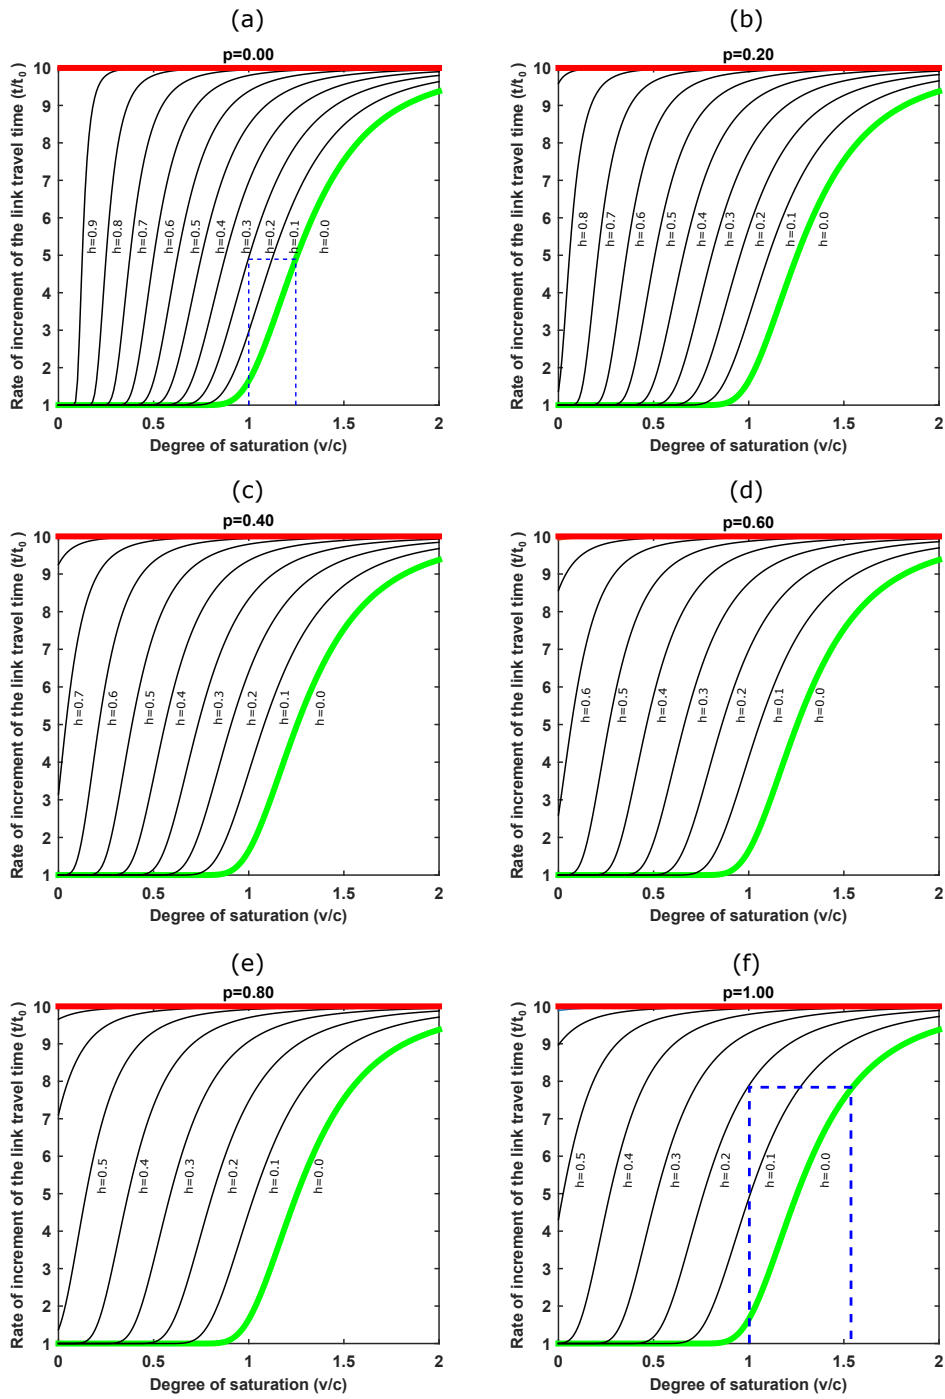 (a)
p=0.00
Rate of increment of the link travel time (t/t0)
10
9
8
7
6
5
4
3
2
1
h=0.9
h=0.8
h=0.7
h=0.6
h=0.5
h=0.4
h=0.3
h=0.2
h=0.1
h=0.0
0
0.5
1
1.5
2
Degree of saturation (v/c)
(b)
p=0.20
Rate of increment of the link travel time (t/t0)
10
9
8
7
6
5
4
3
2
1
h=0.8
h=0.7
h=0.6
h=0.5
h=0.4
h=0.3
h=0.2
h=0.1
h=0.0
0
0.5
1
1.5
2
Degree of saturation (v/c)
(c)
p=0.40
Rate of increment of the link travel time (t/t0)
10
9
8
7
6
5
4
3
2
1
h=0.7
h=0.6
h=0.5
h=0.4
h=0.3
h=0.2
h=0.1
h=0.0
0
0.5
1
1.5
2
Degree of saturation (v/c)
(d)
p=0.60
Rate of increment of the link travel time (t/t0)
10
9
8
7
6
5
4
3
2
1
h=0.6
h=0.5
h=0.4
h=0.3
h=0.2
h=0.1
h=0.0
0
0.5
1
1.5
2
Degree of saturation (v/c)
(e)
p=0.80
Rate of increment of the link travel time (t/t0)
10
9
8
7
6
5
4
3
2
1
h=0.5
h=0.4
h=0.3
h=0.2
h=0.1
h=0.0
0
0.5
1
1.5
2
Degree of saturation (v/c)
(f)
p=1.00
Rate of increment of the link travel time (t/t0)
10
9
8
7
6
5
4
3
2
1
h=0.5
h=0.4
h=0.3
h=0.2
h=0.1
h=0.0
0
0.5
1
1.5
2
Degree of saturation (v/c)